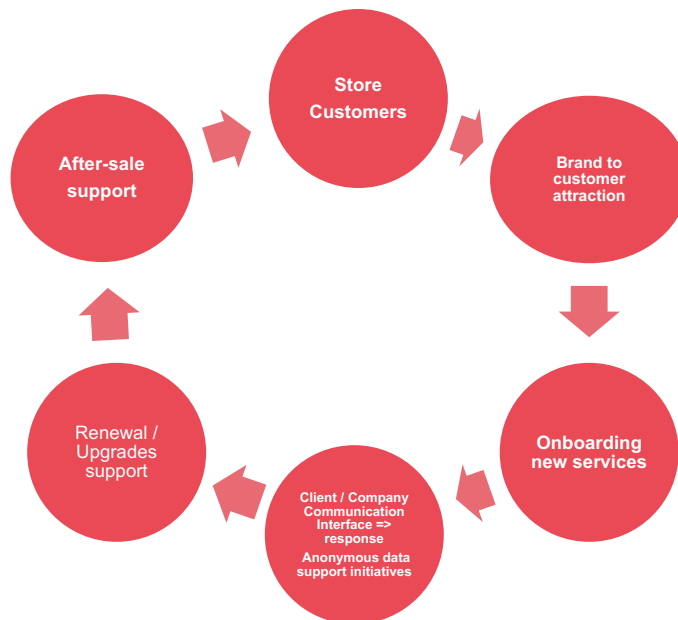 Store
Customers
Brand to
customer
attraction
Onboarding
new services
Client / Company
Communication
Interface =>
response
Anonymous data
support initiatives
Renewal /
Upgrades
support
After-sale
support